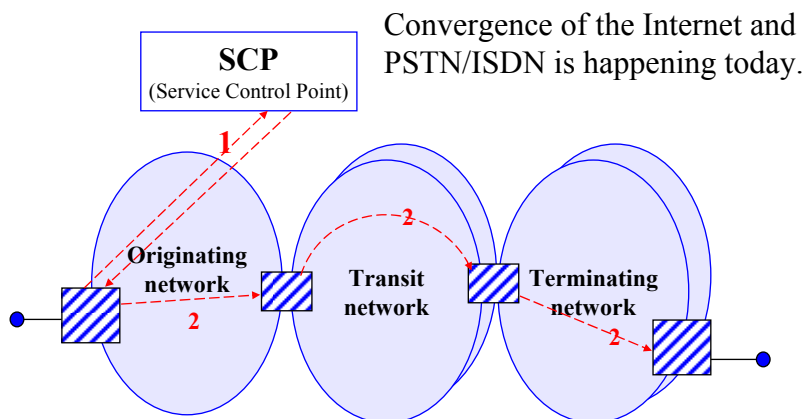 Convergence of the Internet and
PSTN/ISDN is happening today.
SCP
(Service Control Point)
1
2
Originating
network
Transit
network
Terminating
network
2
2